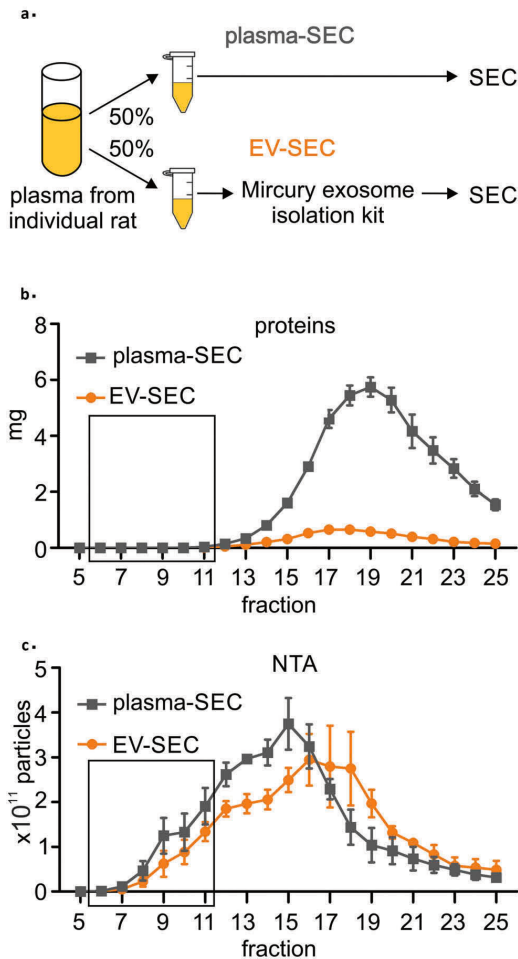 a.
plasma-SEC
50%
SEC
50%
EV-SEC
plasma from
individual rat
Mircury exosome
isolation kit
SEC
b.
proteins
8
6
4
2
0
mg
plasma-SEC
EV-SEC
5 7 9 11 13 15 17 19 21 23 25
fraction
c.
NTA
5
4
3
2
1
0
x10¹¹ particles
plasma-SEC
EV-SEC
5 7 9 11 13 15 17 19 21 23 25
fraction